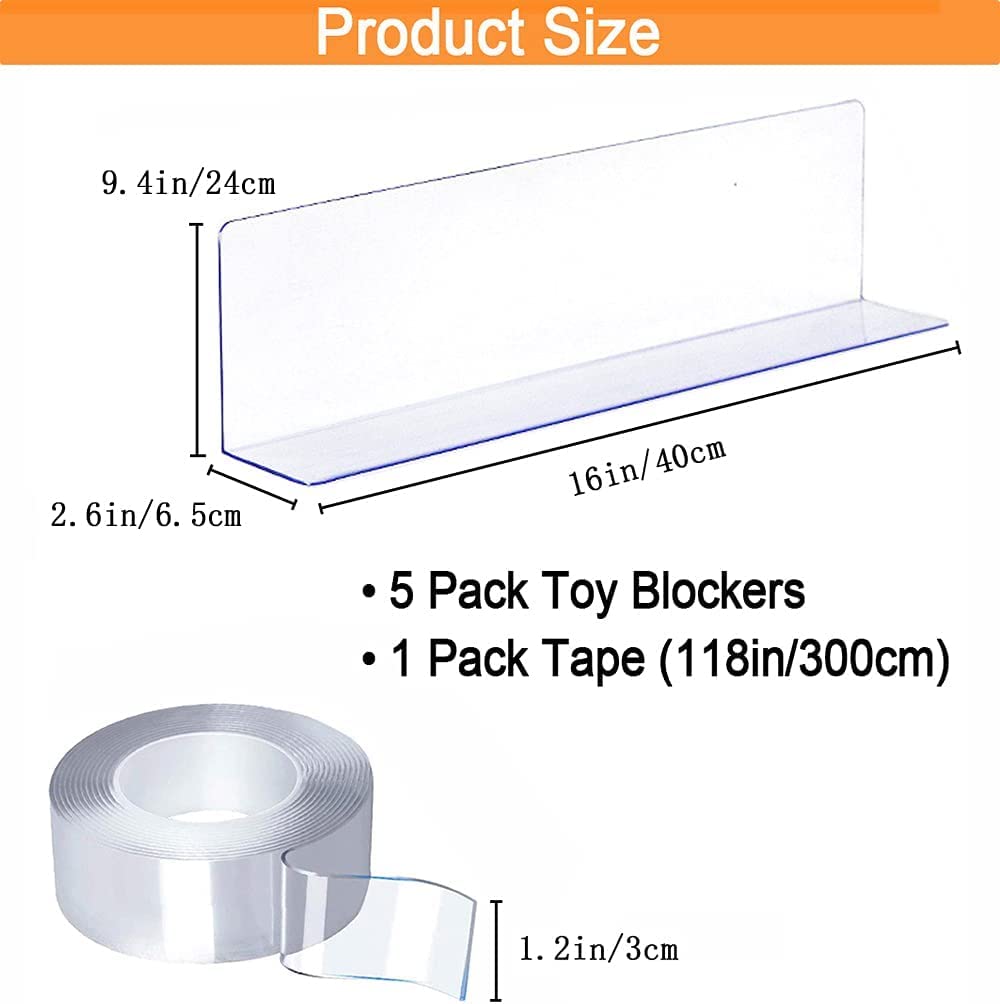 Product Size
9.4in/24cm
16in/40cm
2.6in/6.5cm
• 5 Pack Toy Blockers
• 1 Pack Tape (118in/300cm)
1.2in/3cm